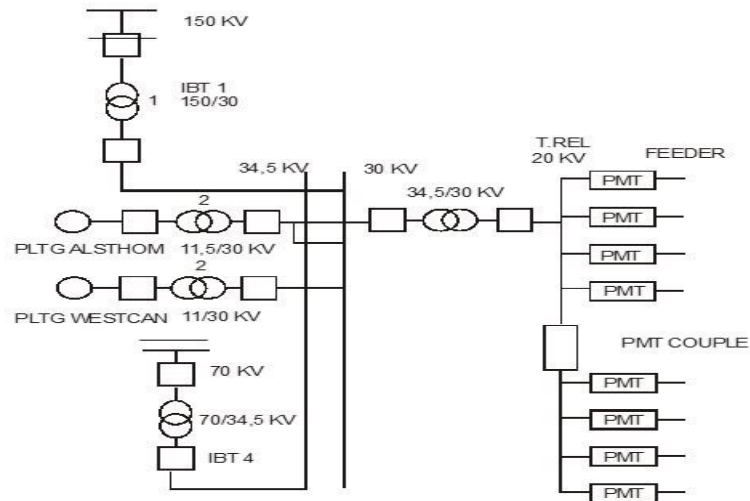 150 KV
IBT 1
1
150/30
T.REL
20 KV
FEEDER
34,5 KV
30 KV
34,5/30 KV
PMT
2
PMT
PLTG ALSTHOM
11,5/30 KV
PMT
2
PMT
PLTG WESTCAN
11/30 KV
PMT COUPLE
70 KV
PMT
70/34,5 KV
PMT
IBT 4
PMT
PMT